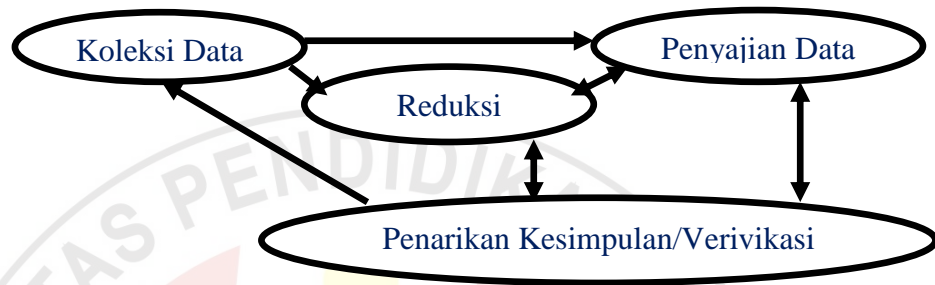 Koleksi Data
Penyajian Data
Reduksi
Penarikan Kesimpulan/Verivikasi